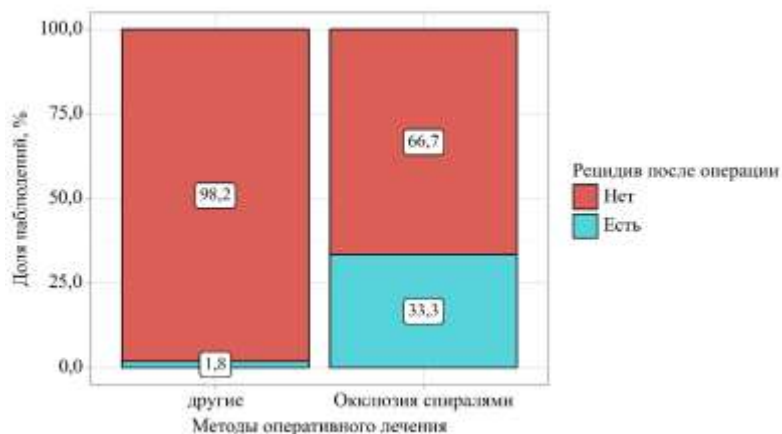 100,0
75,0
50,0
25,0
0,0
Доля наблюдений, %
98,2
1,8
66,7
33,3
другие
Окклюзия спиралями
Методы оперативного лечения
Рецидив после операции
Нет
Есть